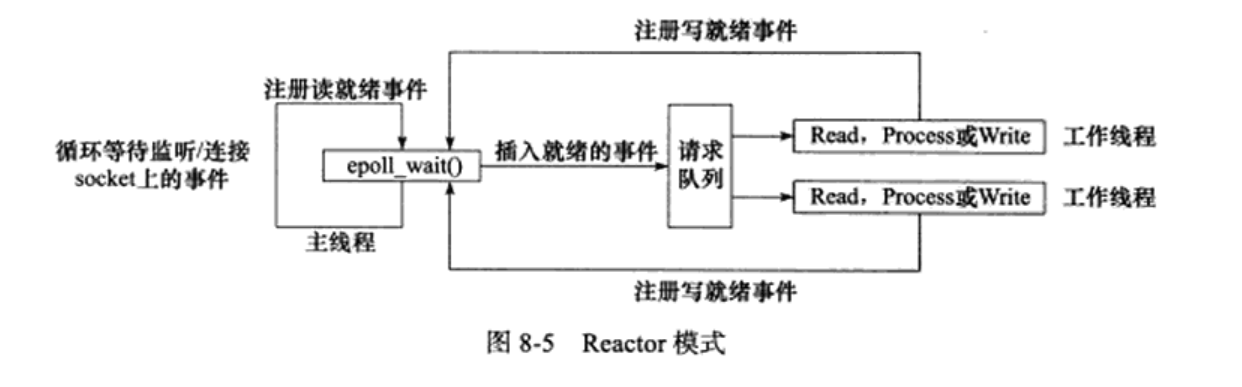 注册写就绪事件
注册读就绪事件
循环等待监听/连接
socket上的事件
epoll_wait()
插入就绪的事件
请求
队列
Read，Process或Write
工作线程
Read，Process或Write
工作线程
主线程
注册写就绪事件
图 8-5 Reactor 模式